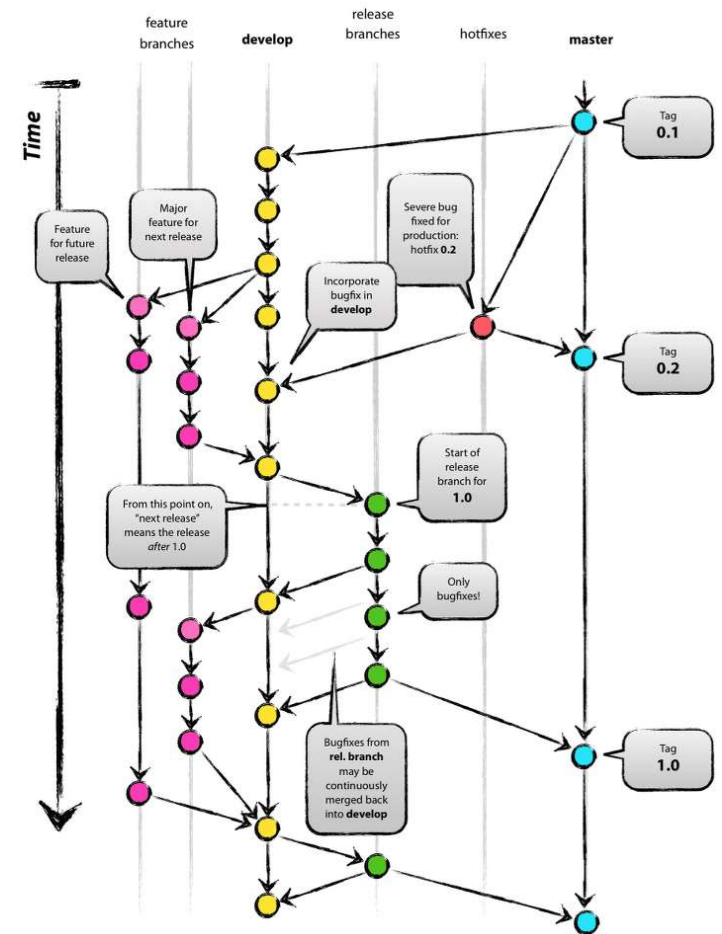 feature
branches
develop
release
branches
hotfixes
master
Time
Tag
0.1
Major
feature for
next release
Feature
for future
release
Severe bug
fixed for
production:
hotfix 0.2
Incorporate
bugfix in
develop
Tag
0.2
Start of
release
branch for
1.0
From this point on,
"next release"
means the release
after 1.0
Only
bugfixes!
Bugfixes from
rel. branch
may be
continuously
merged back
into develop
Tag
1.0